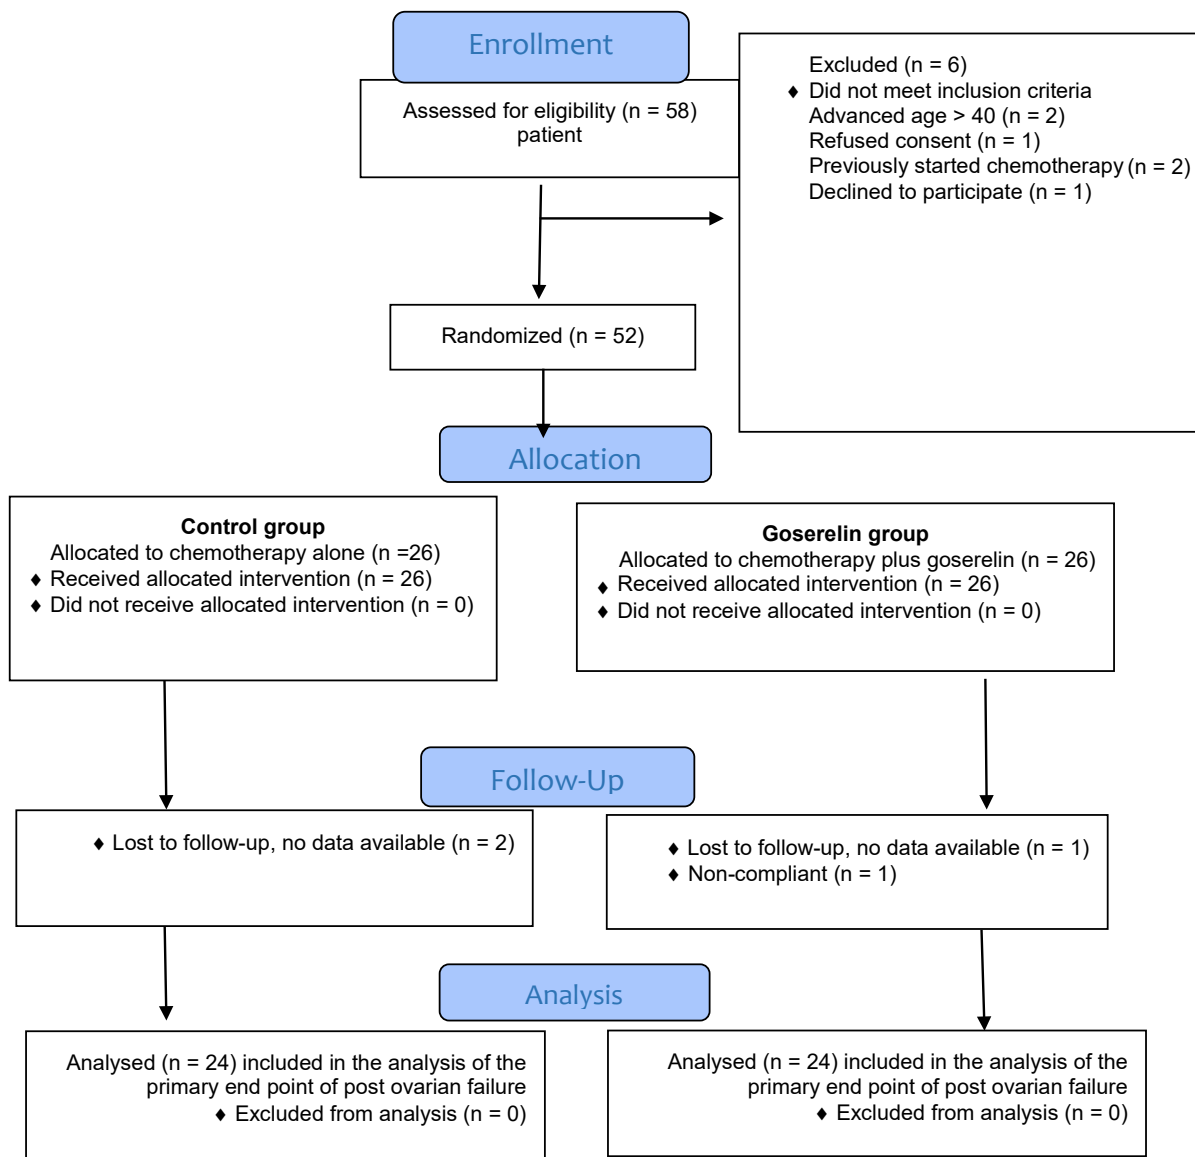 Enrollment
Assessed for eligibility (n = 58)
patient
Excluded (n = 6)
♦ Did not meet inclusion criteria
Advanced age > 40 (n = 2)
Refused consent (n = 1)
Previously started chemotherapy (n = 2)
Declined to participate (n = 1)
Randomized (n = 52)
Allocation
Control group
Allocated to chemotherapy alone (n =26)
♦ Received allocated intervention (n = 26)
♦ Did not receive allocated intervention (n = 0)
Goserelin group
Allocated to chemotherapy plus goserelin (n = 26)
♦ Received allocated intervention (n = 26)
♦ Did not receive allocated intervention (n = 0)
Follow-Up
♦ Lost to follow-up, no data available (n = 2)
♦ Lost to follow-up, no data available (n = 1)
♦ Non-compliant (n = 1)
Analysis
Analysed (n = 24) included in the analysis of the
primary end point of post ovarian failure
♦ Excluded from analysis (n = 0)
Analysed (n = 24) included in the analysis of the
primary end point of post ovarian failure
♦ Excluded from analysis (n = 0)